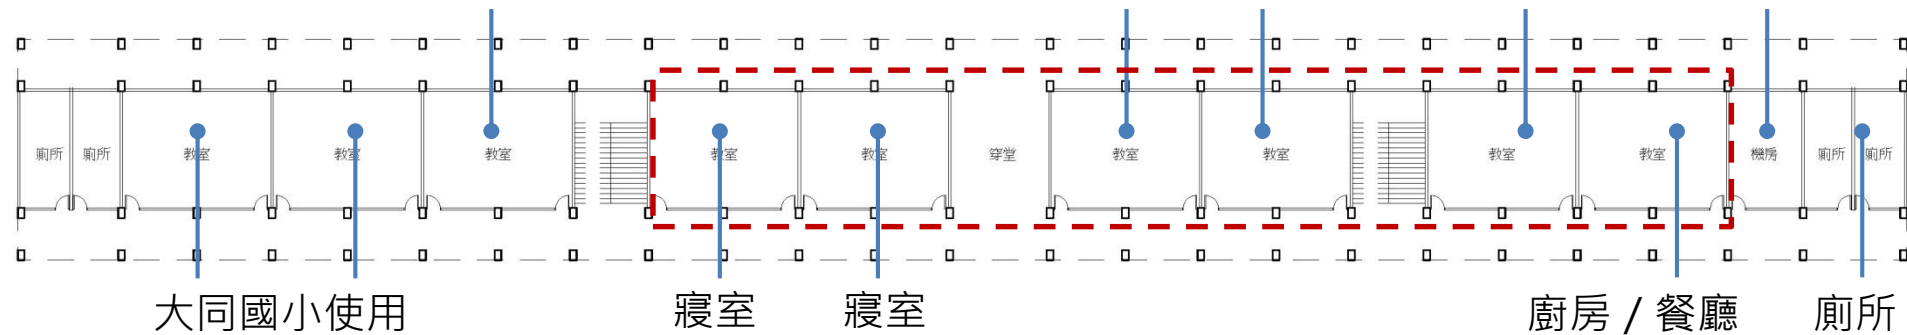 廁所 廁所 教室 教室 教室 教室 教室 穿堂 教室 教室 教室 教室 機房 廁所 廁所
大同國小使用 寢室 寢室 廚房 / 餐廳 廁所